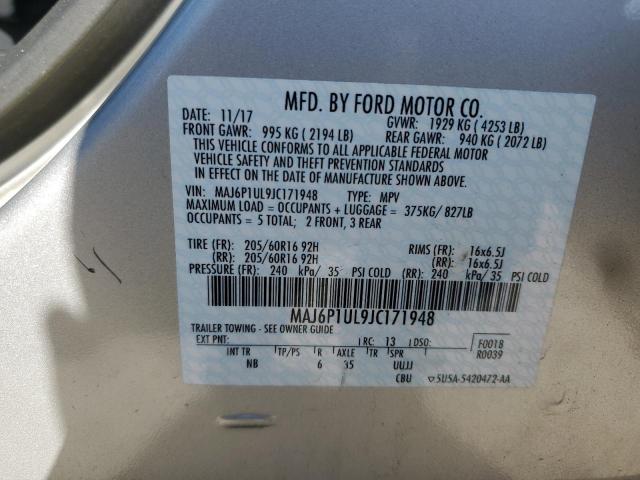 MFD. BY FORD MOTOR CO.
DATE: 11/17 GVWR: 1929 KG ( 4253 LB)
FRONT GAWR: 995 KG ( 2194 LB) REAR GAWR: 940 KG ( 2072 LB)
THIS VEHICLE CONFORMS TO ALL APPLICABLE FEDERAL MOTOR
VEHICLE SAFETY AND THEFT PREVENTION STANDARDS
IN EFFECT ON THE DATE OF MANUFACTURE SHOWN ABOVE.
VIN: MAJ6P1UL9JC171948 TYPE: MPV
MAXIMUM LOAD = OCCUPANTS + LUGGAGE = 375KG/ 827LB
OCCUPANTS = 5 TOTAL; 2 FRONT, 3 REAR
TIRE (FR): 205/60R16 92H RIMS (FR): 16x6.5J
(RR): 205/60R16 92H (RR): 16x6.5J
PRESSURE (FR): 240 kPa/ 35 PSI COLD (RR): 240 kPa/ 35 PSI COLD
MAJ6P1UL9JC171948
TRAILER TOWING - SEE OWNER GUIDE
EXT PNT: RC: 13 DSO: F0018
R0039
INT TR TP/PS R AXLE TR SPR
NB 6 35 UUJJ
CBU 5U5A-5420472-AA